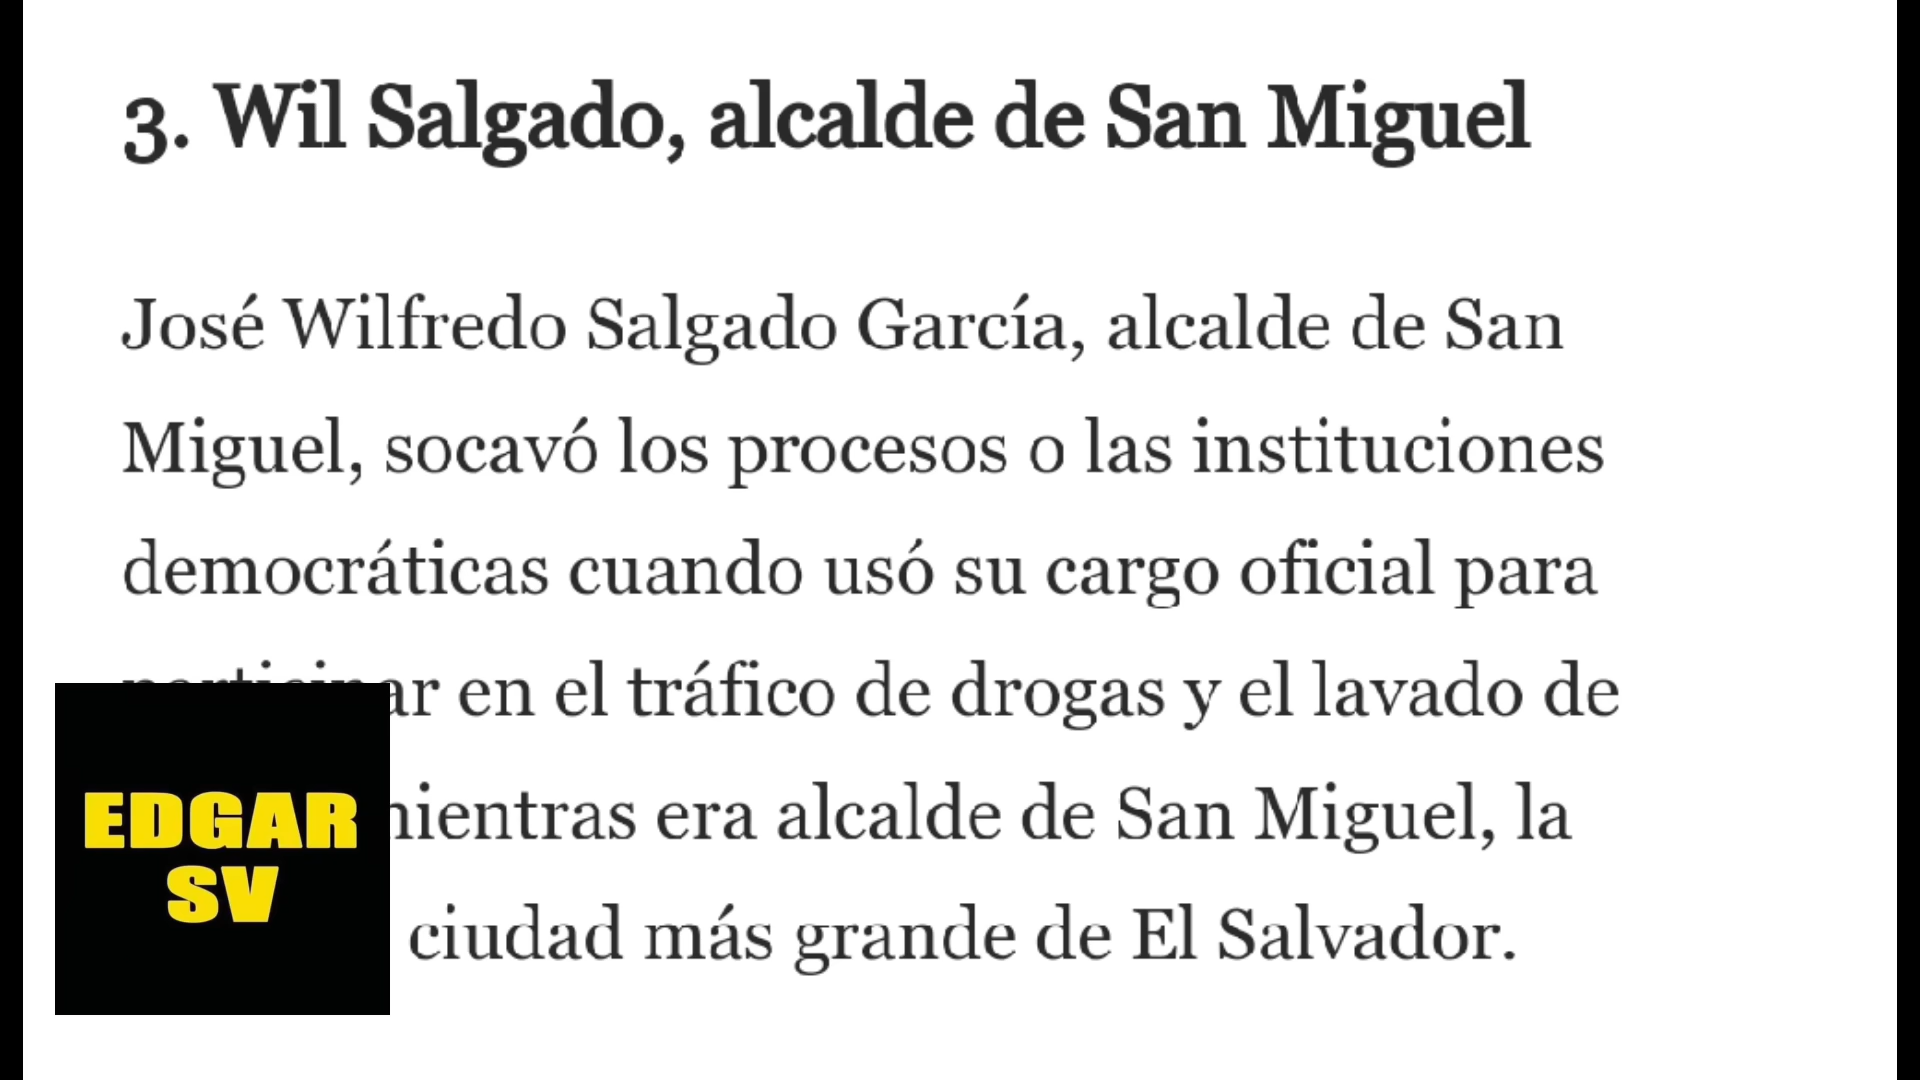 3. Wil Salgado, alcalde de San Miguel
José Wilfredo Salgado García, alcalde de San
Miguel, socavó los procesos o las instituciones
democráticas cuando usó su cargo oficial para
participar en el tráfico de drogas y el lavado de
mientras era alcalde de San Miguel, la
ciudad más grande de El Salvador.
EDGAR
SV